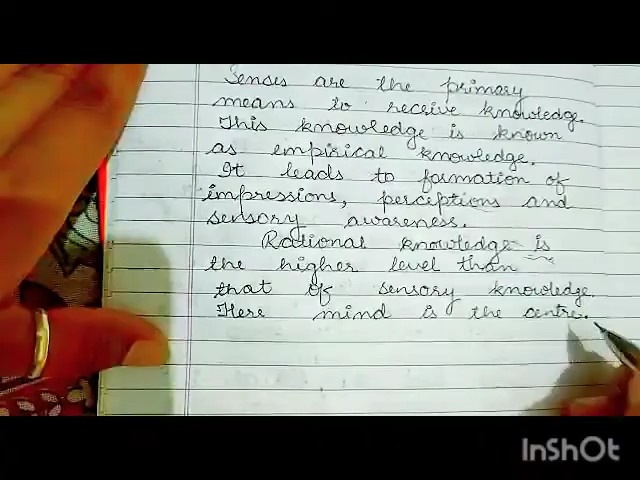 Senses are the primary
means to receive knowledge.
This knowledge is known
as empirical knowledge.
It leads to formation of
impressions, perceptions and
sensory awareness.
Rational knowledge is
the higher level than
that of sensory knowledge.
Here mind is the centre.
InShOt